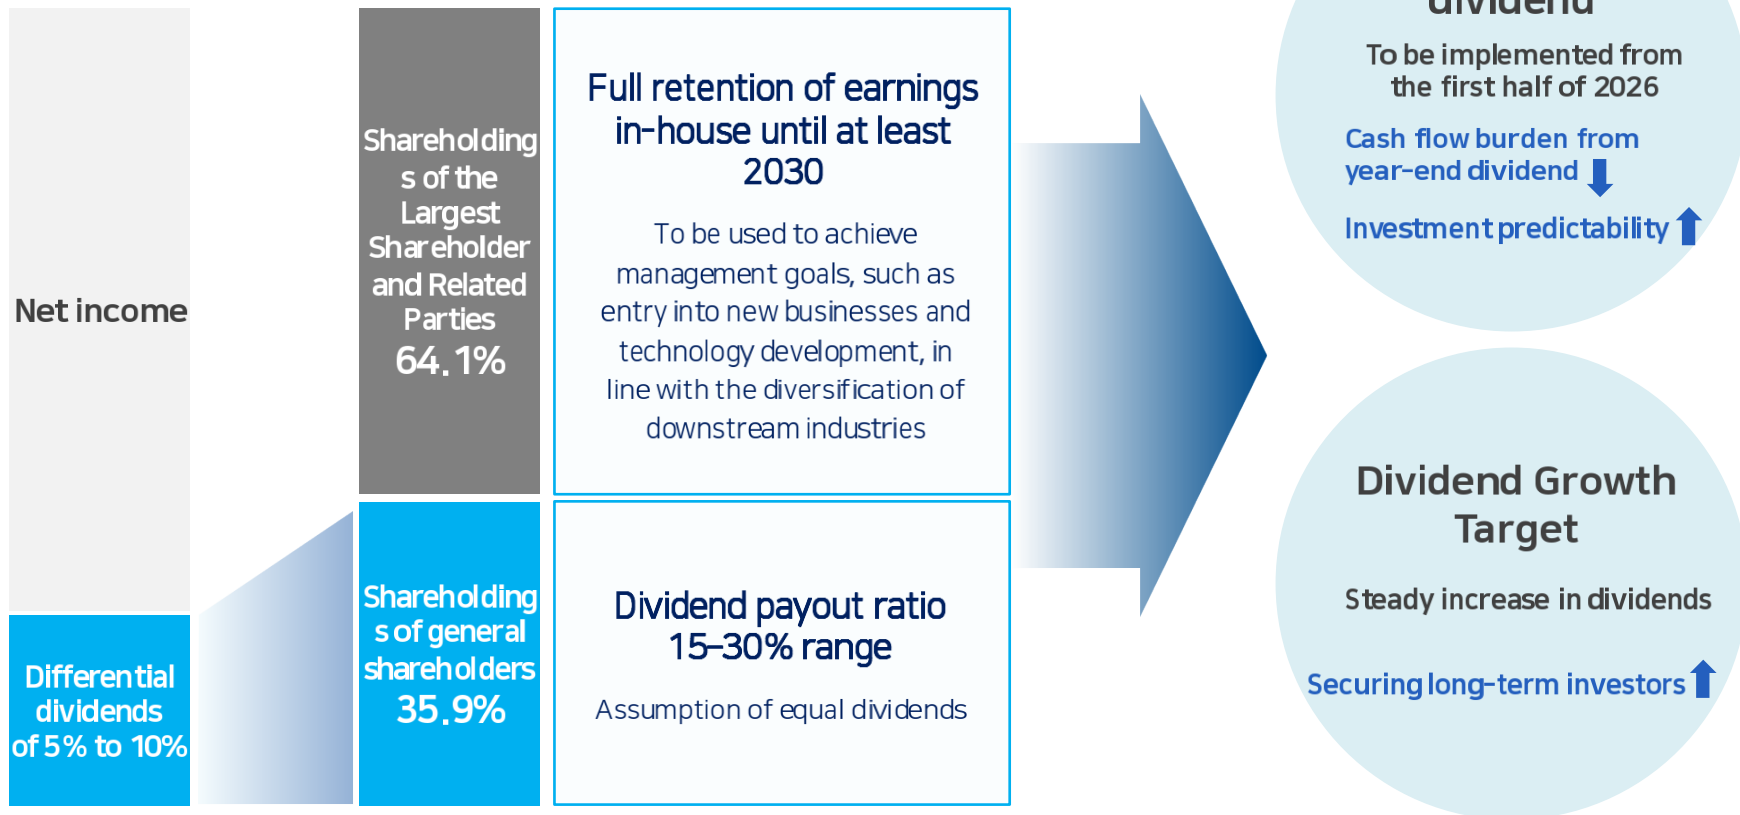 Net income
Differential
dividends
of 5% to 10%
Shareholding
s of the
Largest
Shareholder
and Related
Parties
64.1%
Shareholding
s of general
shareholders
35.9%
Full retention of earnings
in-house until at least
2030
To be used to achieve
management goals, such as
entry into new businesses and
technology development, in
line with the diversification of
downstream industries
Dividend payout ratio
15–30% range
Assumption of equal dividends
dividend
To be implemented from
the first half of 2026
Cash flow burden from
year-end dividend
Investment predictability
Dividend Growth
Target
Steady increase in dividends
Securing long-term investors